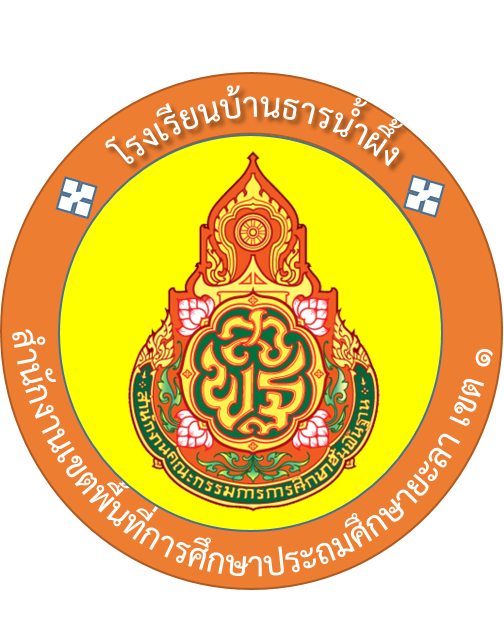 โรงเรียนบ้านธารน้ำผึ้ง
สพฐ
สำนักงานคณะกรรมการการศึกษาขั้นพื้นฐาน
สำนักงานเขตพื้นที่การศึกษาประถมศึกษายะลา เขต ๑